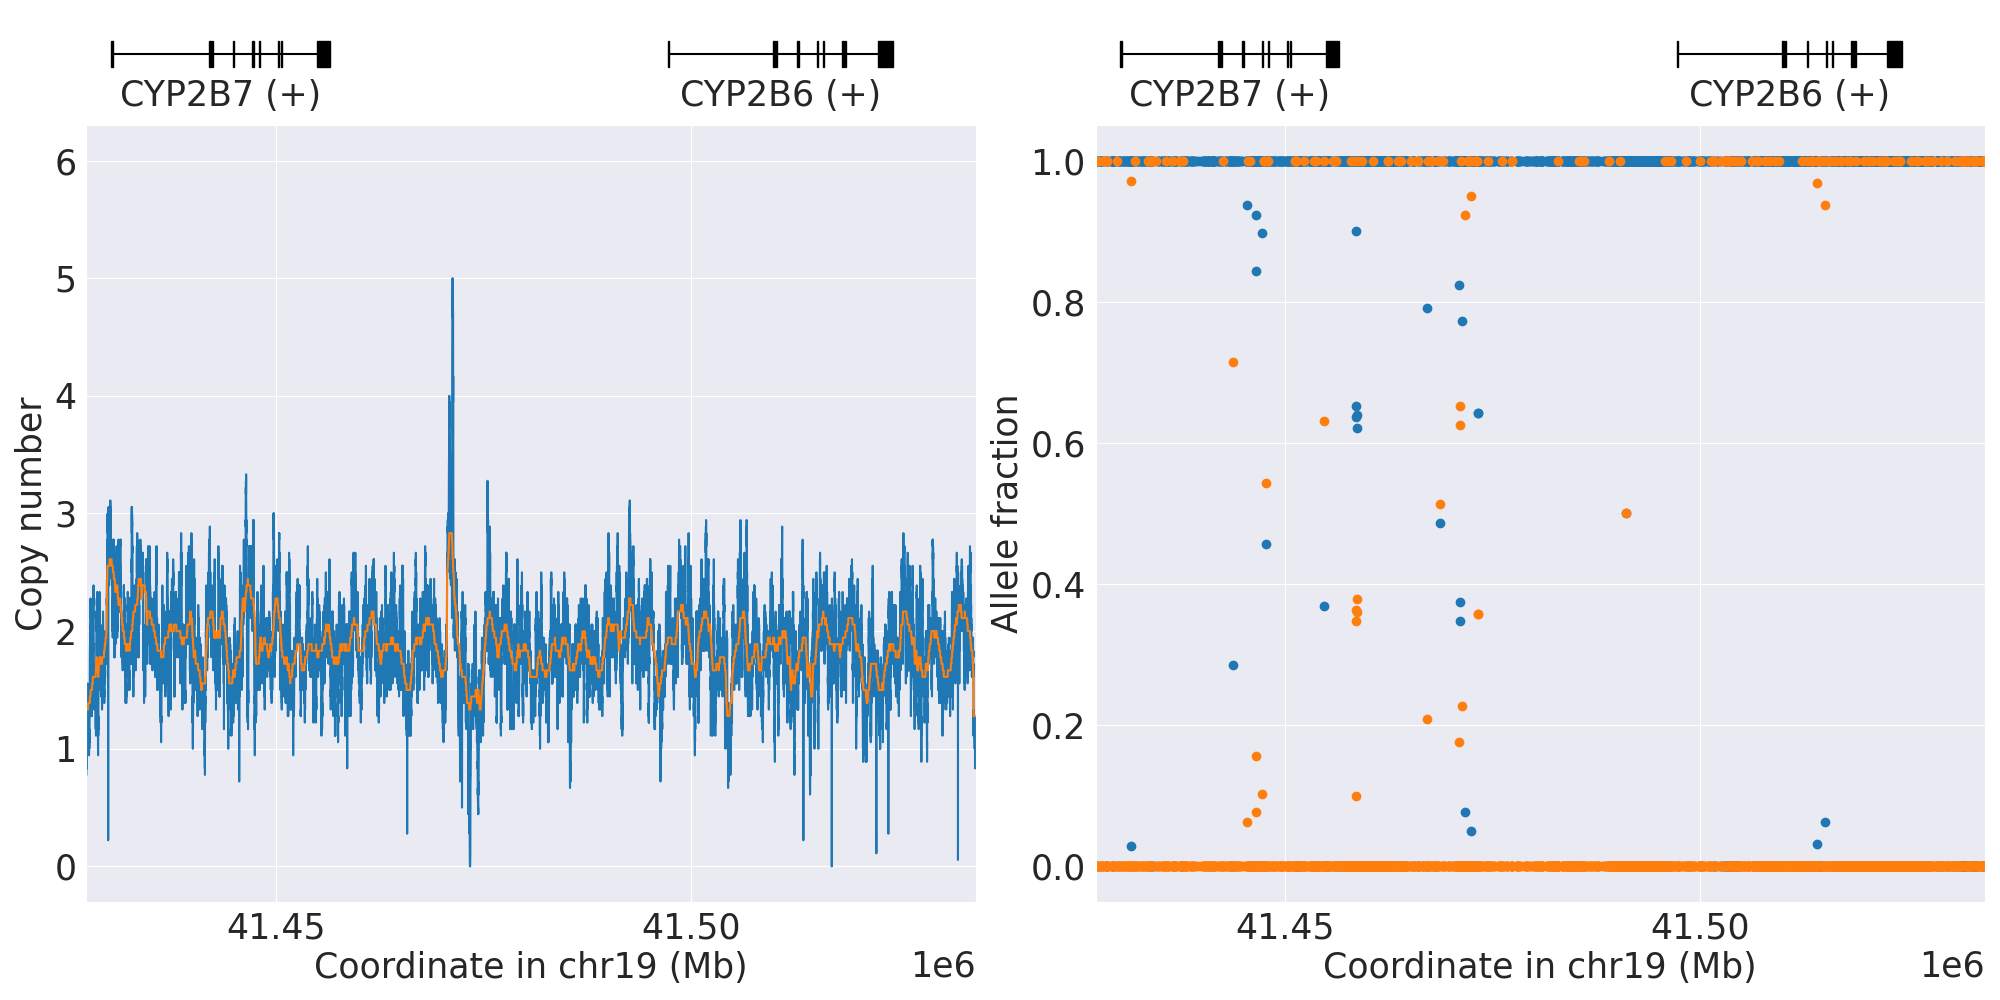 CYP2B7 (+)
CYP2B6 (+)
6
5
4
3
2
1
0
Copy number
41.45
41.50
Coordinate in chr19 (Mb)
1e6
CYP2B7 (+)
CYP2B6 (+)
1.0
0.8
0.6
0.4
0.2
0.0
Allele fraction
41.45
41.50
Coordinate in chr19 (Mb)
1e6